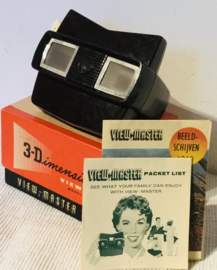 3-Dimensi
VIEW
VIEW-MASTER
VIEW-MASTER
BEELD-
SCHIJVEN
VIEW-MASTER PACKET LIST
SEE WHAT YOUR FAMILY CAN ENJOY
WITH VIEW-MASTER